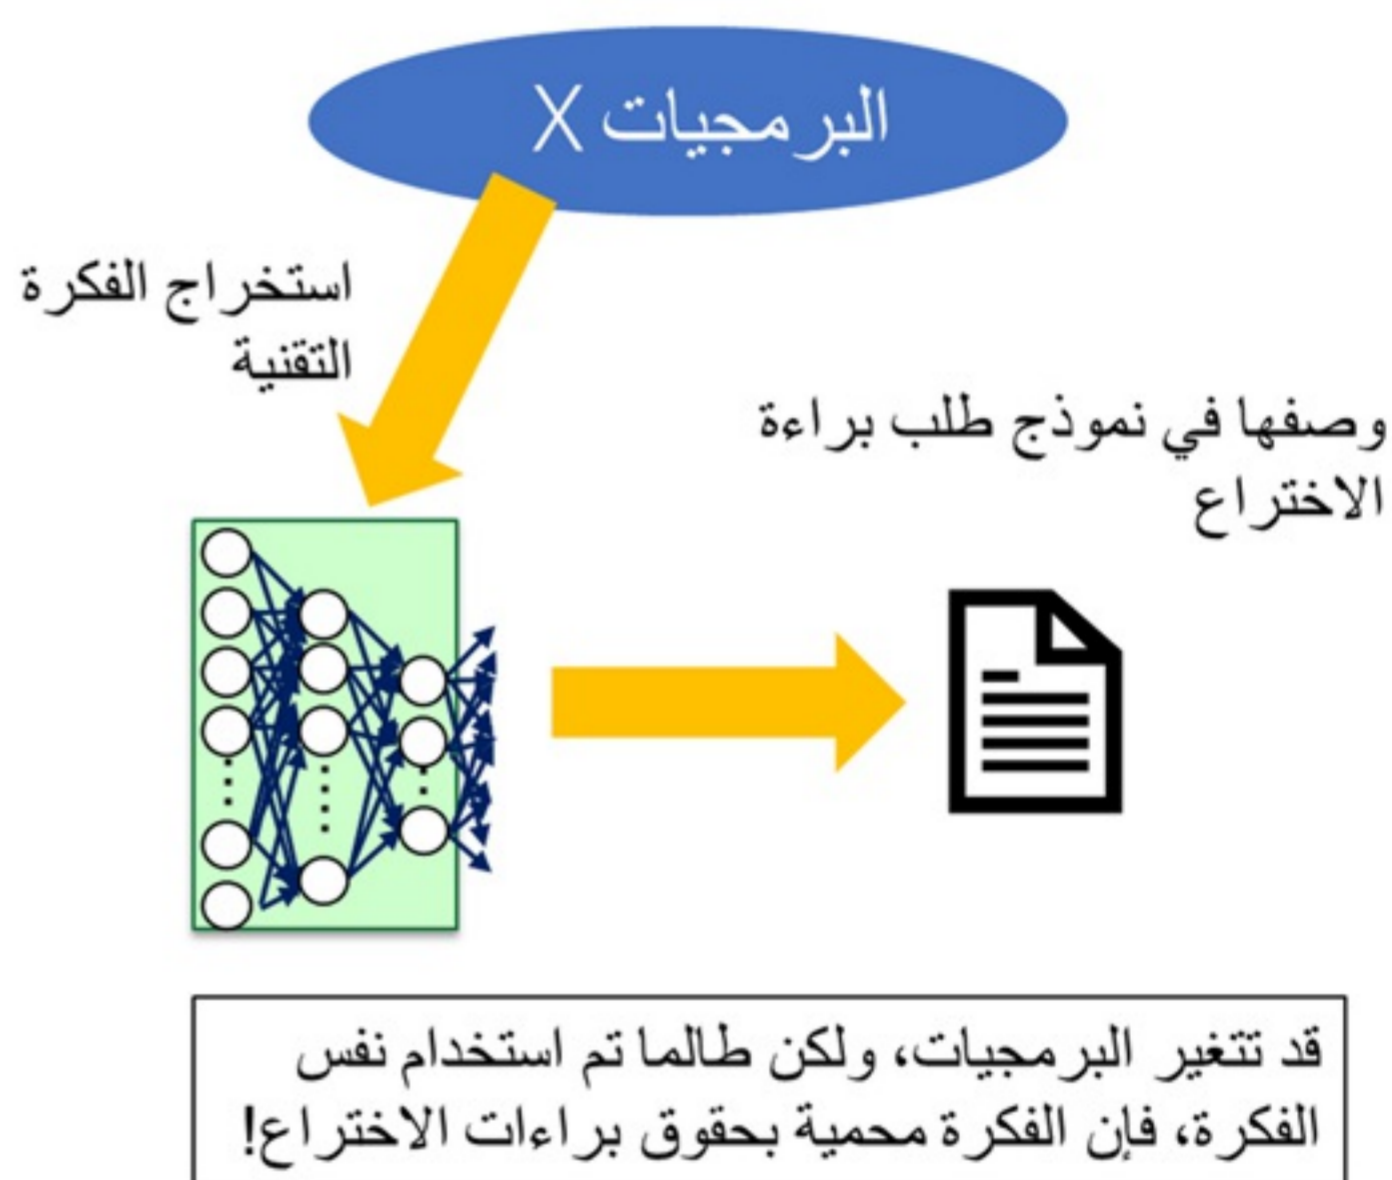 البرمجيات X
استخراج الفكرة
التقنية
وصفها في نموذج طلب براءة
الاختراع
قد تتغير البرمجيات، ولكن طالما تم استخدام نفس
الفكرة، فإن الفكرة محمية بحقوق براءات الاختراع!